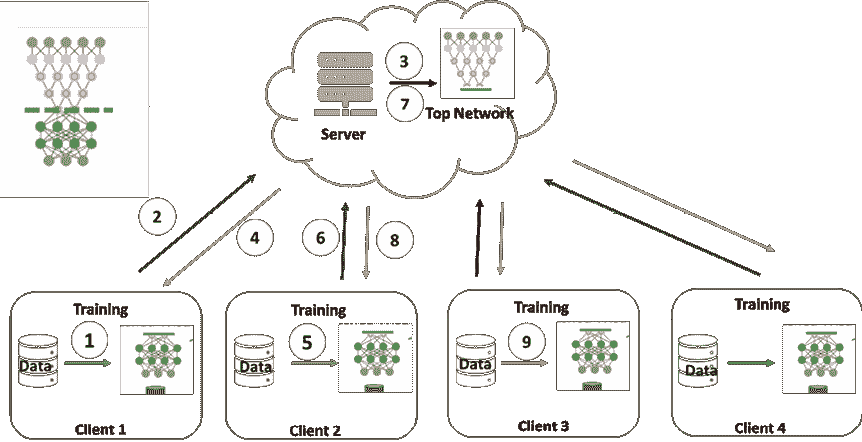 3
7
Server
Top Network
2
4
6
8
Training
1
Data
Client 1
Training
5
Data
Client 2
Training
9
Data
Client 3
Training
Data
Client 4